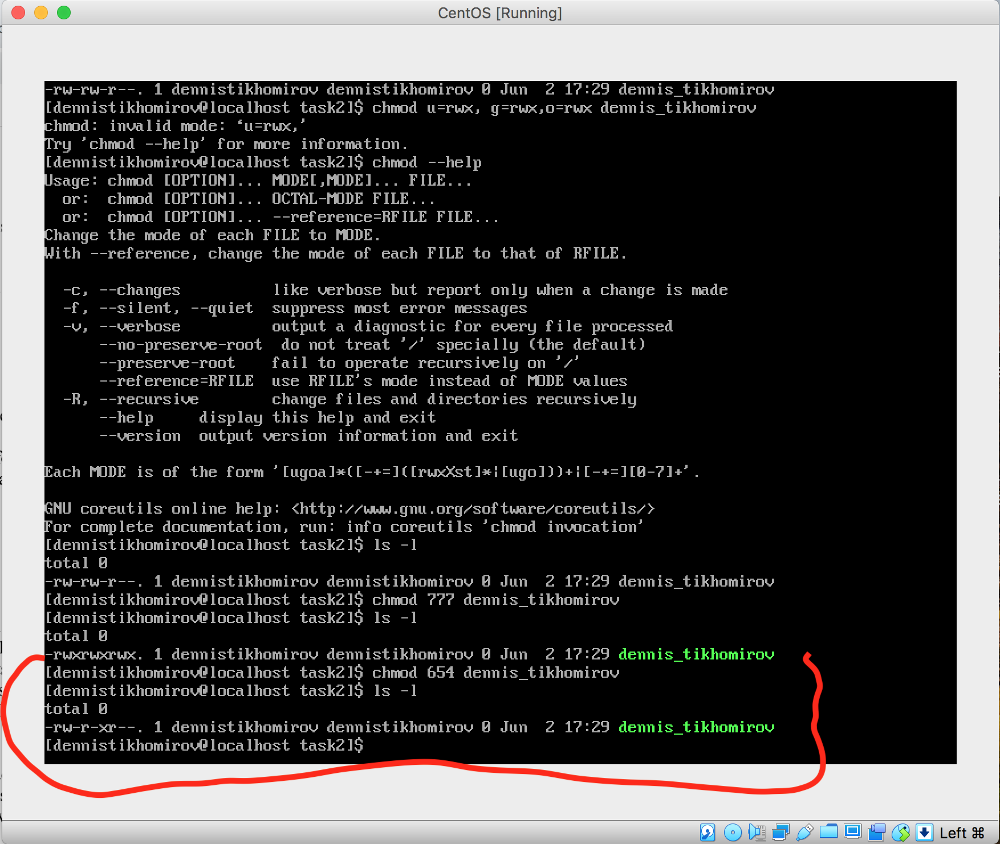 CentOS [Running]
-rw-rw-r--. 1 dennistikhomirov dennistikhomirov 0 Jun  2 17:29 dennis_tikhomirov
[dennistikhomirov@localhost task2]$ chmod u=rwx, g=rwx,o=rwx dennis_tikhomirov
chmod: invalid mode: ‘u=rwx,’
Try 'chmod --help' for more information.
[dennistikhomirov@localhost task2]$ chmod --help
Usage: chmod [OPTION]... MODE[,MODE]... FILE...
  or:  chmod [OPTION]... OCTAL-MODE FILE...
  or:  chmod [OPTION]... --reference=RFILE FILE...
Change the mode of each FILE to MODE.
With --reference, change the mode of each FILE to that of RFILE.
  -c, --changes          like verbose but report only when a change is made
  -f, --silent, --quiet  suppress most error messages
  -v, --verbose          output a diagnostic for every file processed
      --no-preserve-root  do not treat '/' specially (the default)
      --preserve-root    fail to operate recursively on '/'
      --reference=RFILE  use RFILE's mode instead of MODE values
  -R, --recursive        change files and directories recursively
      --help     display this help and exit
      --version  output version information and exit
Each MODE is of the form '[ugoa]*([-+=]([rwxXst]*|[ugo]))+|[-+=][0-7]+'.
GNU coreutils online help: <http://www.gnu.org/software/coreutils/>
For complete documentation, run: info coreutils 'chmod invocation'
[dennistikhomirov@localhost task2]$ ls -l
total 0
-rw-rw-r--. 1 dennistikhomirov dennistikhomirov 0 Jun  2 17:29 dennis_tikhomirov
[dennistikhomirov@localhost task2]$ chmod 777 dennis_tikhomirov
[dennistikhomirov@localhost task2]$ ls -l
total 0
-rwxrwxrwx. 1 dennistikhomirov dennistikhomirov 0 Jun  2 17:29 dennis_tikhomirov
[dennistikhomirov@localhost task2]$ chmod 654 dennis_tikhomirov
[dennistikhomirov@localhost task2]$ ls -l
total 0
-rw-r-xr--. 1 dennistikhomirov dennistikhomirov 0 Jun  2 17:29 dennis_tikhomirov
[dennistikhomirov@localhost task2]$
Left ⌘